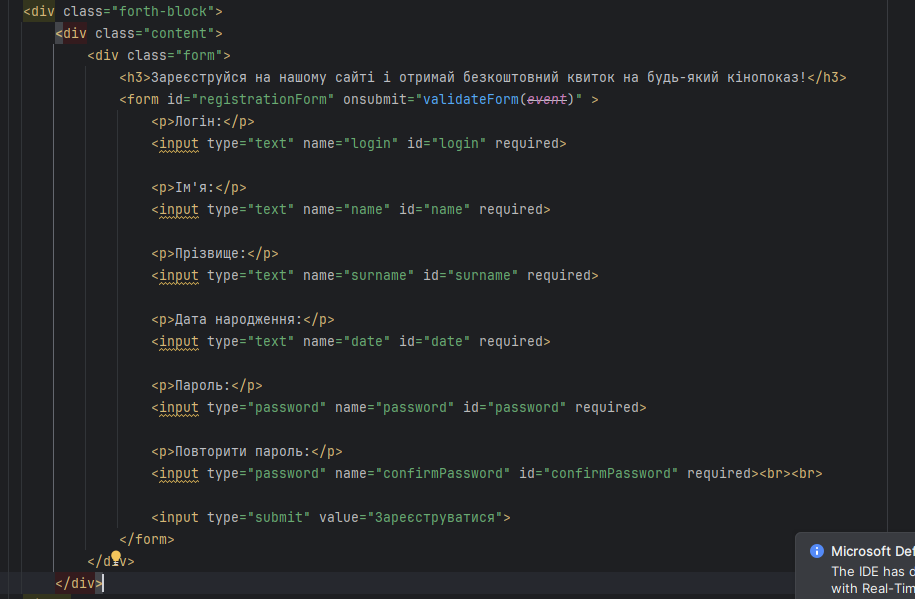 <div class="forth-block">
<div class="content">
<div class="form">
<h3>Зареєструйся на нашому сайті і отримай безкоштовний квиток на будь-який кінопоказ!</h3>
<form id="registrationForm" onsubmit="validateForm(event)" >
<p>Логін:</p>
<input type="text" name="login" id="login" required>
<p>Ім'я:</p>
<input type="text" name="name" id="name" required>
<p>Прізвище:</p>
<input type="text" name="surname" id="surname" required>
<p>Дата народження:</p>
<input type="text" name="date" id="date" required>
<p>Пароль:</p>
<input type="password" name="password" id="password" required>
<p>Повторити пароль:</p>
<input type="password" name="confirmPassword" id="confirmPassword" required><br><br>
<input type="submit" value="Зареєструватися">
</form>
</div>
</div>
Microsoft Def
The IDE has d
with Real-Tim